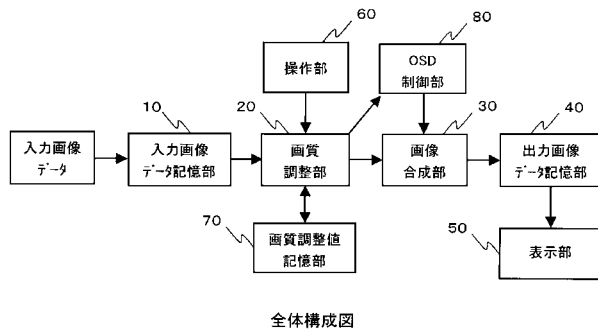 60
操作部
80
OSD
制御部
入力画像
データ
10
入力画像
データ記憶部
20
画質
調整部
30
画像
合成部
40
出力画像
データ記憶部
70
画質調整値
記憶部
50
表示部
全体構成図